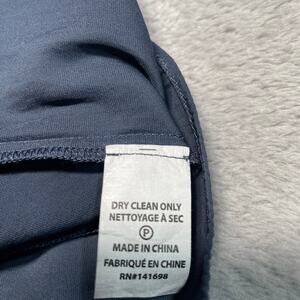 DRY CLEAN ONLY
NETTOYAGE À SEC
P
MADE IN CHINA
FABRIQUÉ EN CHINE
RN#141698